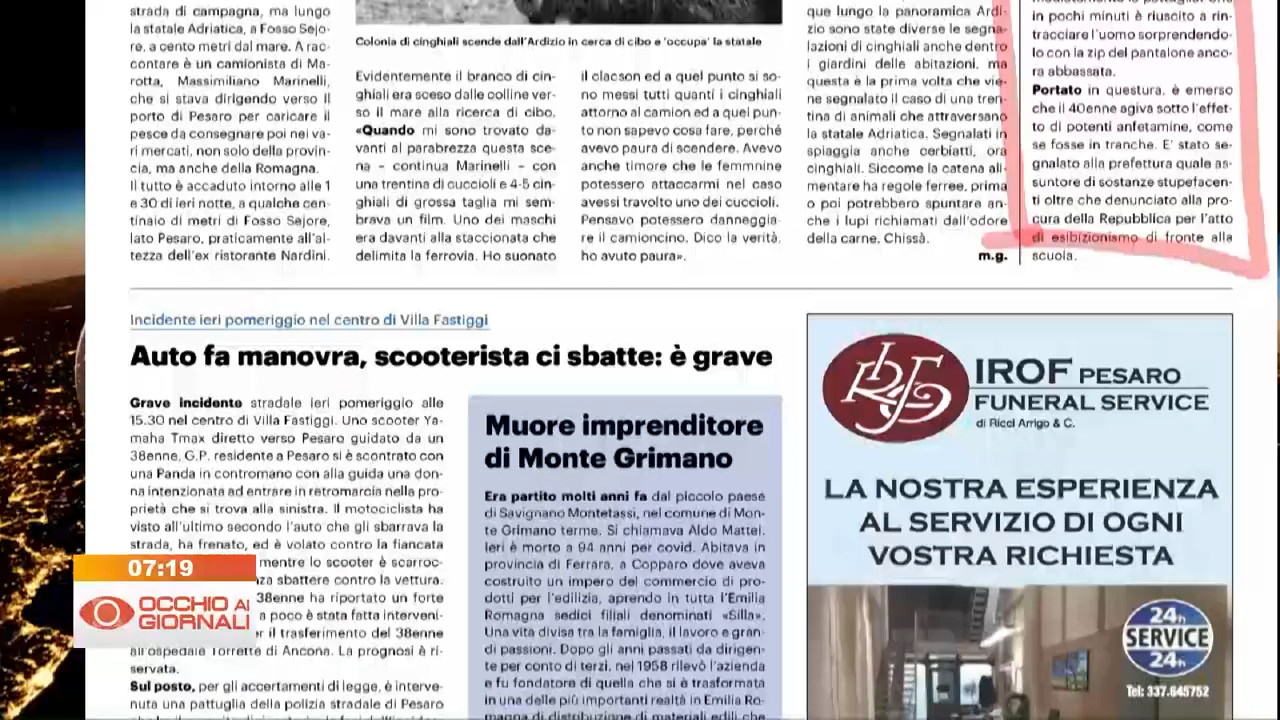 strada di campagna, ma lungo
la statale Adriatica, a Fosso Sejo-
re, a cento metri dal mare. A rac-
contare è un camionista di Ma-
rotta, Massimiliano Marinelli,
che si stava dirigendo verso il
porto di Pesaro per caricare il
pesce da consegnare poi nei va-
ri mercati, non solo della provin-
cia, ma anche della Romagna.
Il tutto è accaduto intorno alle 1
e 30 di ieri notte, a qualche cen-
tinaio di metri di Fosso Sejore,
lato Pesaro, praticamente all'al-
tezza dell'ex ristorante Nardini.
Colonia di cinghiali scende dall'Ardizio in cerca di cibo e 'occupa' la statale
Evidentemente il branco di cin-
ghiali era sceso dalle colline ver-
so il mare alla ricerca di cibo.
«Quando mi sono trovato da-
vanti al parabrezza questa sce-
na – continua Marinelli – con
una trentina di cuccioli e 4-5 cin-
ghiali di grossa taglia mi sem-
brava un film. Uno dei maschi
era davanti alla staccionata che
delimita la ferrovia. Ho suonato
il clacson ed a quel punto si so-
no messi tutti quanti i cinghiali
attorno al camion ed a quel pun-
to non sapevo cosa fare, perché
avevo paura di scendere. Avevo
anche timore che le femmnine
potessero attaccarmi nel caso
avessi travolto uno dei cuccioli.
Pensavo potessero danneggia-
re il camioncino. Dico la verità,
ho avuto paura».
que lungo la panoramica Ardi-
zio sono state diverse le segna-
lazioni di cinghiali anche dentro
i giardini delle abitazioni, ma
questa è la prima volta che vie-
ne segnalato il caso di una tren-
tina di animali che attraversano
la statale Adriatica. Segnalati in
spiaggia anche cerbiatti, ora
cinghiali. Siccome la catena ali-
mentare ha regole ferree, prima
o poi potrebbero spuntare an-
che i lupi richiamati dall'odore
della carne. Chissà.
m.g.
in pochi minuti è riuscito a rin-
tracciare l'uomo sorprendendo-
lo con la zip del pantalone anco-
ra abbassata.
Portato in questura, è emerso
che il 40enne agiva sotto l'effet-
to di potenti anfetamine, come
se fosse in tranche. E' stato se-
gnalato alla prefettura quale as-
suntore di sostanze stupefacen-
ti oltre che denunciato alla pro-
cura della Repubblica per l'atto
di esibizionismo di fronte alla
scuola.
Incidente ieri pomeriggio nel centro di Villa Fastiggi
Auto fa manovra, scooterista ci sbatte: è grave
Grave incidente stradale ieri pomeriggio alle
15.30 nel centro di Villa Fastiggi. Uno scooter Ya-
maha Tmax diretto verso Pesaro guidato da un
38enne, G.P. residente a Pesaro si è scontrato con
una Panda in contromano con alla guida una don-
na intenzionata ad entrare in retromarcia nella pro-
prietà che si trova alla sinistra. Il motociclista ha
visto all'ultimo secondo l'auto che gli sbarrava la
strada, ha frenato, ed è volato contro la fiancata
mentre lo scooter è scarroc-
za sbattere contro la vettura.
38enne ha riportato un forte
a poco è stata fatta interveni-
r il trasferimento del 38enne
all'ospedale Torrette di Ancona. La prognosi è ri-
servata.
Sul posto, per gli accertamenti di legge, è interve-
nuta una pattuglia della polizia stradale di Pesaro
Muore imprenditore
di Monte Grimano
Era partito molti anni fa dal piccolo paese
di Savignano Montetassi, nel comune di Mon-
te Grimano terme. Si chiamava Aldo Mattei.
Ieri è morto a 94 anni per covid. Abitava in
provincia di Ferrara, a Copparo dove aveva
costruito un impero del commercio di pro-
dotti per l'edilizia, aprendo in tutta l'Emilia
Romagna sedici filiali denominati «Silla».
Una vita divisa tra la famiglia, il lavoro e gran-
di passioni. Dopo gli anni passati da dirigen-
te per conto di terzi, nel 1958 rilevò l'azienda
e fu fondatore di quella che si è trasformata
in una delle più importanti realtà in Emilia Ro-
magna di distribuzione di materiali edili che
IROF PESARO
FUNERAL SERVICE
di Ricci Arrigo & C.
LA NOSTRA ESPERIENZA
AL SERVIZIO DI OGNI
VOSTRA RICHIESTA
24h
SERVICE
24h
Tel: 337.645752
07:19
OCCHIO AI
GIORNALI